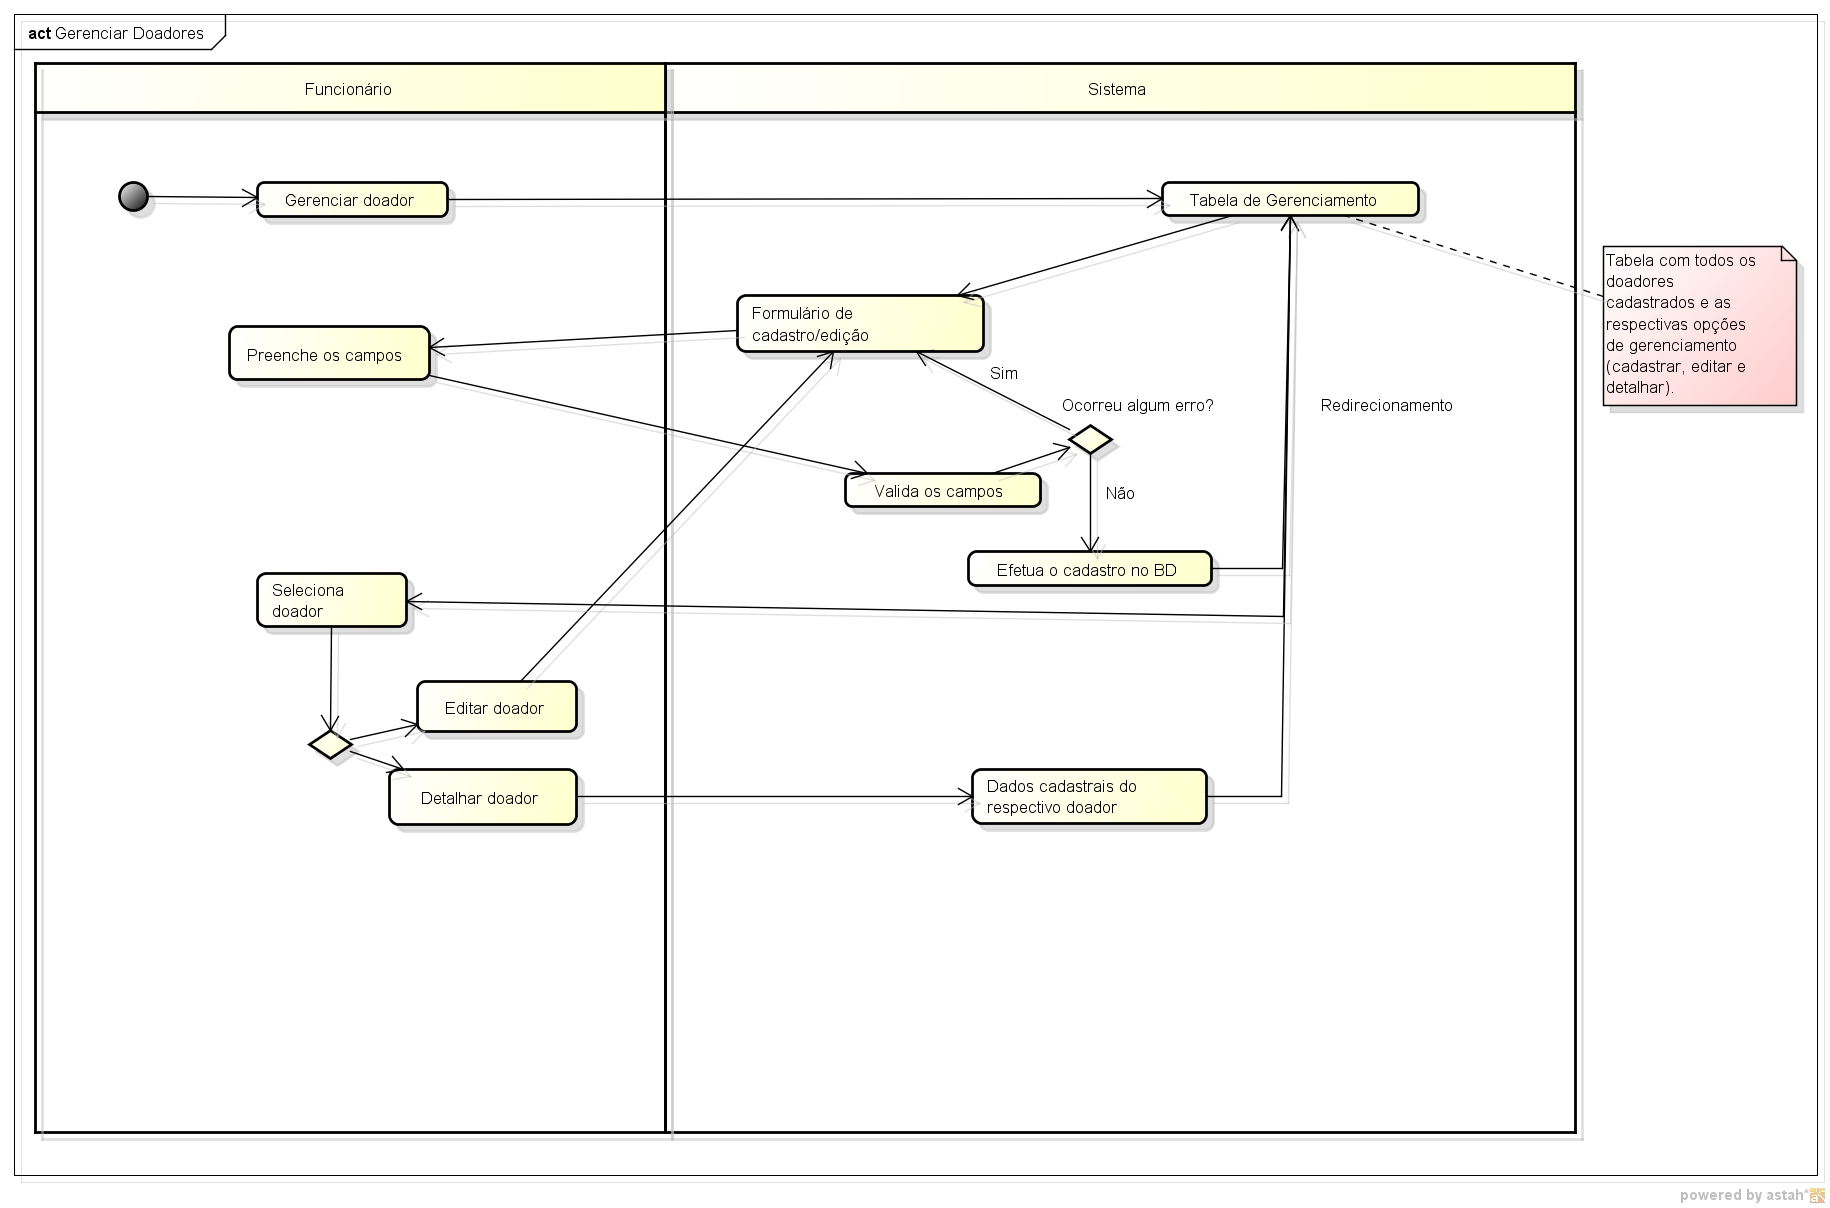 act Gerenciar Doadores
Funcionário
Sistema
Gerenciar doador
Tabela de Gerenciamento
Tabela com todos os
doadores
cadastrados e as
respectivas opções
de gerenciamento
(cadastrar, editar e
detalhar).
Formulário de
cadastro/edição
Preenche os campos
Sim
Ocorreu algum erro?
Redirecionamento
Valida os campos
Não
Efetua o cadastro no BD
Seleciona
doador
Editar doador
Detalhar doador
Dados cadastrais do
respectivo doador
powered by astah*